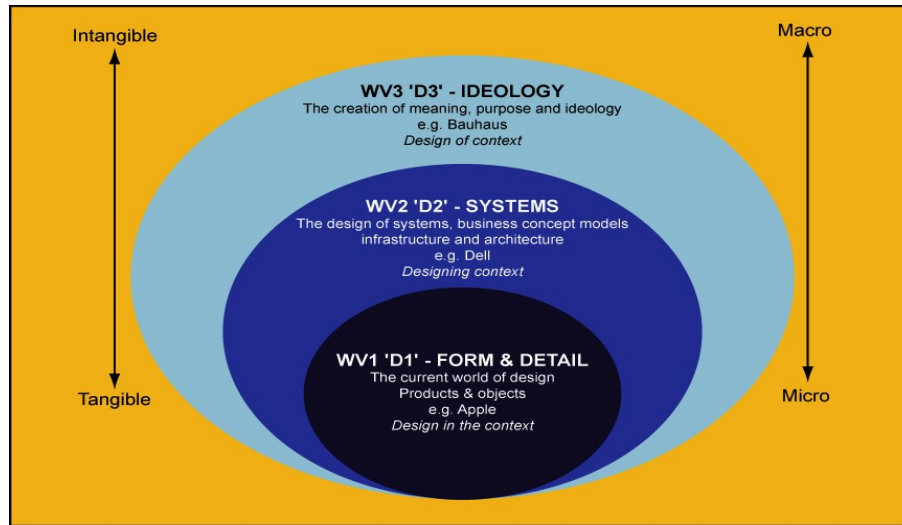 Intangible
Macro
WV3 'D3' - IDEOLOGY
The creation of meaning, purpose and ideology
e.g. Bauhaus
Design of context
WV2 'D2' - SYSTEMS
The design of systems, business concept models
infrastructure and architecture
e.g. Dell
Designing context
WV1 'D1' - FORM & DETAIL
The current world of design
Products & objects
e.g. Apple
Design in the context
Tangible
Micro